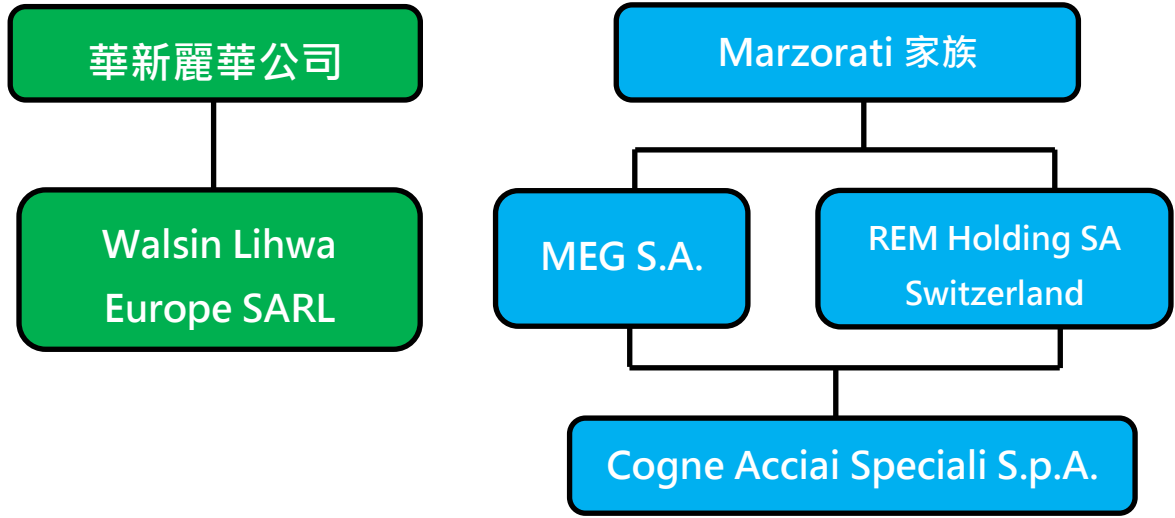 華新麗華公司
Marzorati 家族
Walsin Lihwa
Europe SARL
MEG S.A.
REM Holding SA
Switzerland
Cogne Acciai Speciali S.p.A.